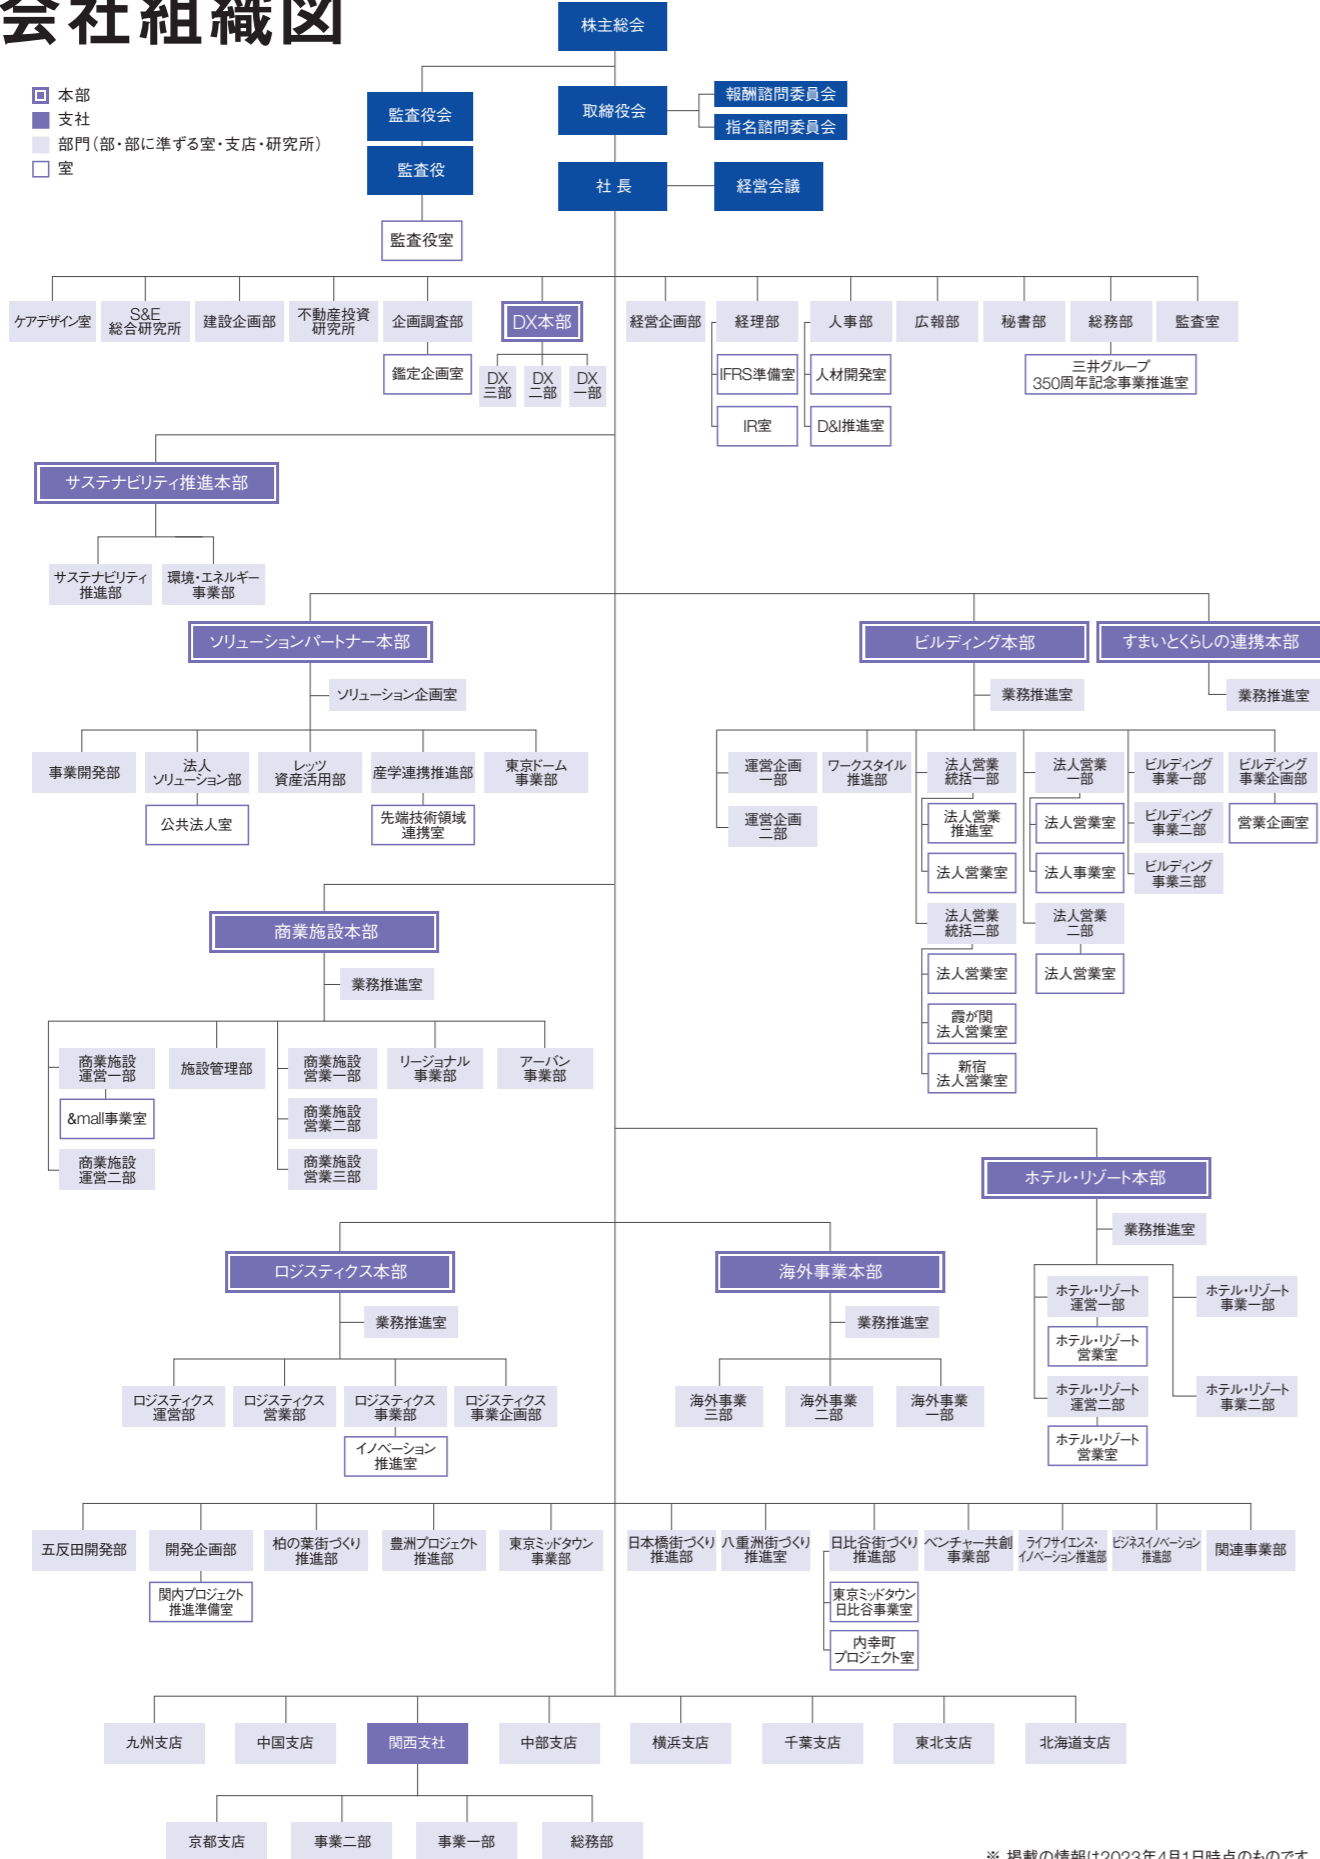 会社組織図
本部
支社
部門（部・部に準ずる室・支店・研究所）
室
株主総会
監査役会
取締役会
報酬諮問委員会
指名諮問委員会
監査役
社 長
経営会議
監査役室
ケアデザイン室
S&E
総合研究所
建設企画部
不動産投資
研究所
企画調査部
鑑定企画室
DX本部
DX
三部
DX
二部
DX
一部
経営企画部
経理部
IFRS準備室
IR室
人事部
人材開発室
D&I推進室
広報部
秘書部
総務部
三井グループ
350周年記念事業推進室
監査室
サステナビリティ推進本部
サステナビリティ
推進部
環境・エネルギー
事業部
ソリューションパートナー本部
ソリューション企画室
事業開発部
法人
ソリューション部
公共法人室
レッツ
資産活用部
産学連携推進部
先端技術領域
連携室
東京ドーム
事業部
ビルディング本部
業務推進室
運営企画
一部
運営企画
二部
ワークスタイル
推進部
法人営業
統括一部
法人営業
推進室
法人営業室
法人営業
統括二部
法人営業室
霞が関
法人営業室
新宿
法人営業室
法人営業
一部
法人営業室
法人事業室
法人営業
二部
法人営業室
ビルディング
事業一部
ビルディング
事業二部
ビルディング
事業三部
ビルディング
事業企画部
営業企画室
すまいとくらしの連携本部
業務推進室
商業施設本部
業務推進室
商業施設
運営一部
&mall事業室
商業施設
運営二部
施設管理部
商業施設
営業一部
商業施設
営業二部
商業施設
営業三部
リージョナル
事業部
アーバン
事業部
ホテル・リゾート本部
業務推進室
ホテル・リゾート
運営一部
ホテル・リゾート
営業室
ホテル・リゾート
運営二部
ホテル・リゾート
営業室
ホテル・リゾート
事業一部
ホテル・リゾート
事業二部
ロジスティクス本部
業務推進室
ロジスティクス
運営部
ロジスティクス
営業部
ロジスティクス
事業部
イノベーション
推進室
ロジスティクス
事業企画部
海外事業本部
業務推進室
海外事業
三部
海外事業
二部
海外事業
一部
五反田開発部
開発企画部
関内プロジェクト
推進準備室
柏の葉街づくり
推進部
豊洲プロジェクト
推進部
東京ミッドタウン
事業部
日本橋街づくり
推進部
八重洲街づくり
推進室
日比谷街づくり
推進部
東京ミッドタウン
日比谷事業室
内幸町
プロジェクト室
ベンチャー共創
事業部
ライフサイエンス・
イノベーション推進部
ビジネスイノベーション
推進部
関連事業部
九州支店
中国支店
関西支社
中部支店
横浜支店
千葉支店
東北支店
北海道支店
京都支店
事業二部
事業一部
総務部
※ 掲載の情報は2023年4月1日時点のものです